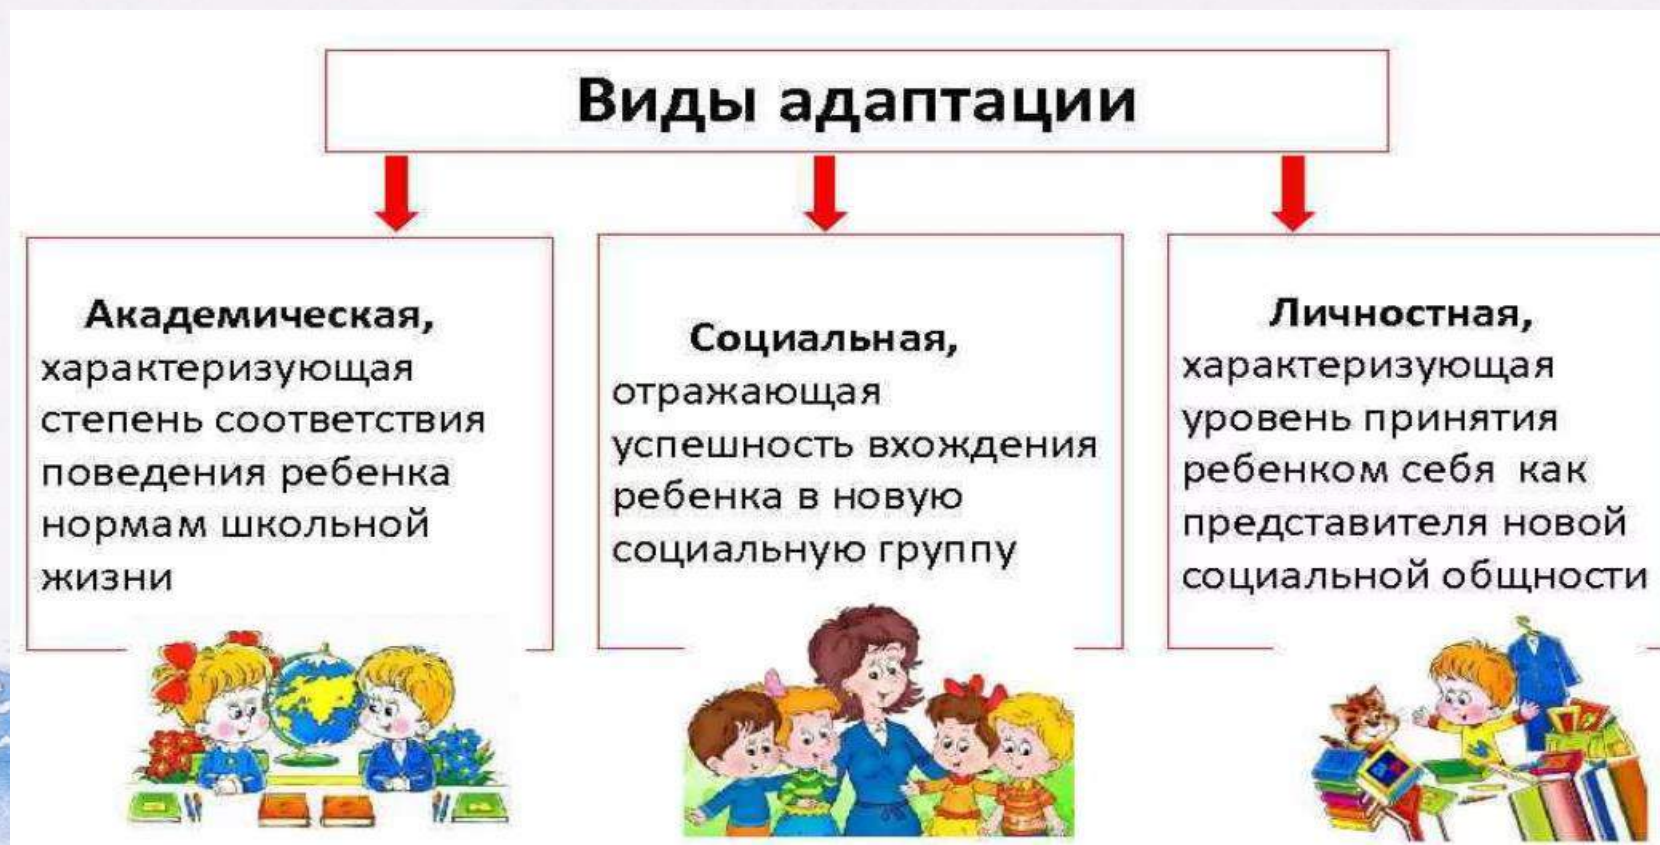 Виды адаптации
Академическая,
характеризующая
степень соответствия
поведения ребенка
нормам школьной
жизни
Социальная,
отражающая
успешность вхождения
ребенка в новую
социальную группу
Личностная,
характеризующая
уровень принятия
ребенком себя как
представителя новой
социальной общности